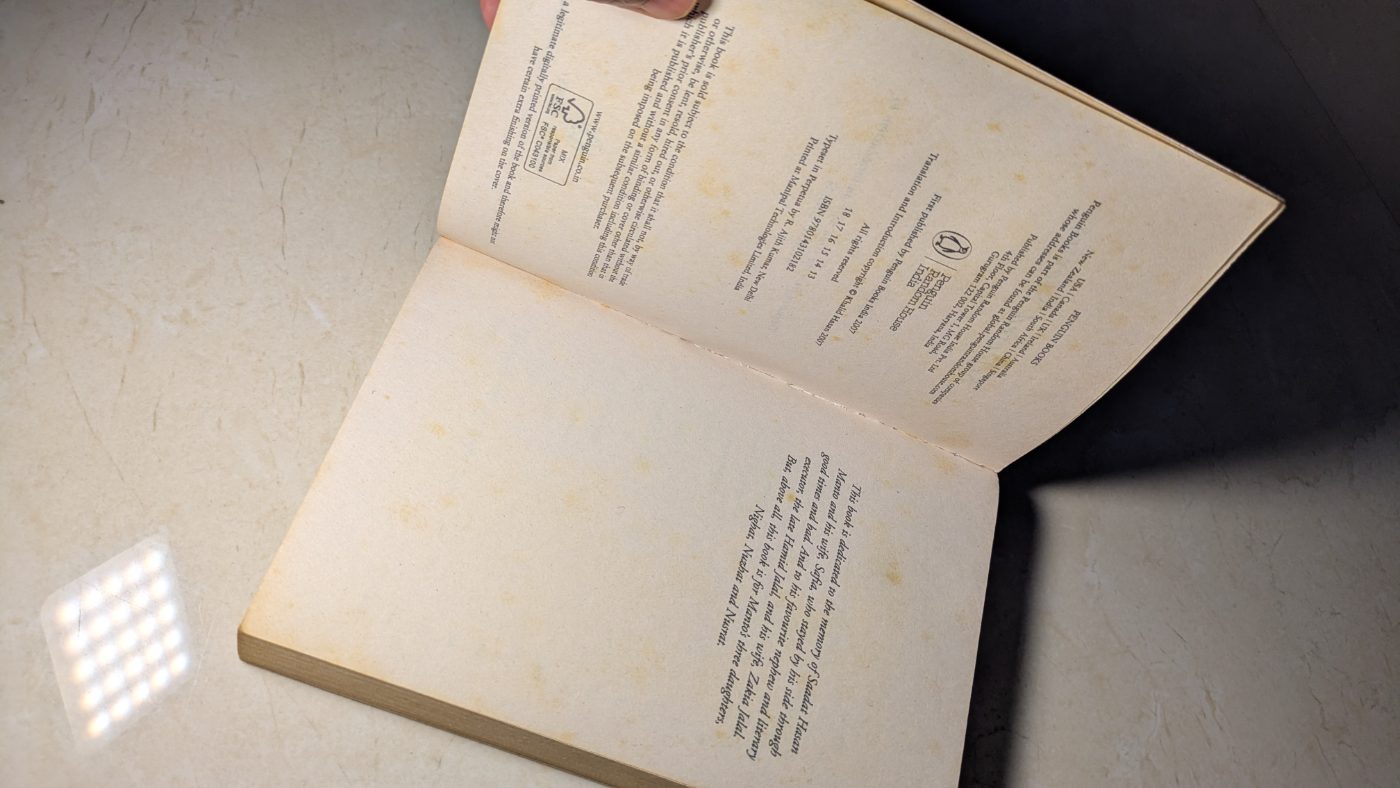 PENGUIN BOOKS
USA | Canada | UK | Ireland | Australia
New Zealand | India | South Africa | China | Singapore
Penguin Books is part of the Penguin Random House group of companies
whose addresses can be found at global.penguinrandomhouse.com
Published by Penguin Random House India Pvt. Ltd
4th Floor, Capital Tower 1, MG Road,
Gurugram 122 002, Haryana, India
Penguin
Random House
India
First published by Penguin Books India 2007
Translation and Introduction copyright © Khalid Hasan 2007
All rights reserved
18 17 16 15 14 13
ISBN 9780143102182
Typeset in Perpetua by R. Ajith Kumar, New Delhi
Printed at Manipal Technologies Limited, India
This book is sold subject to the condition that it shall not, by way of trade
or otherwise, be lent, resold, hired out, or otherwise circulated without the
publisher's prior consent in any form of binding or cover other than that in
which it is published and without a similar condition including this condition
being imposed on the subsequent purchaser.
www.penguin.co.in
MIX
Paper from
responsible sources
FSC
FSC® C043100
a legitimate digitally printed version of the book and therefore might not
have certain extra finishing on the cover.
This book is dedicated to the memory of Saadat Hasan
Manto and his wife, Safia, who stayed by his side through
good times and bad. And to his favourite nephew and literary
executor, the late Hamid Jalal, and his wife, Zakia Jalal.
But, above all, this book is for Manto's three daughters,
Nighat, Nuzhat and Nusrat.